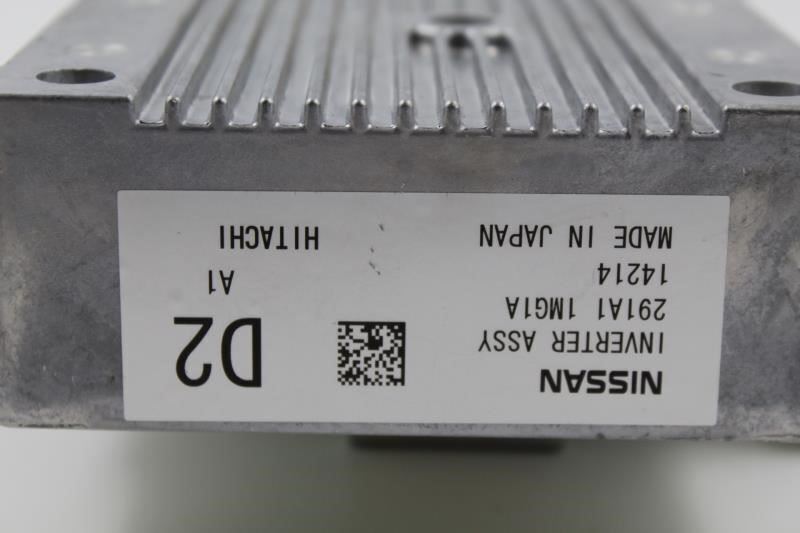 NISSAN
INVERTER ASSY
291A1 1MG1A
14214
MADE IN JAPAN
D2
A1
HITACHI